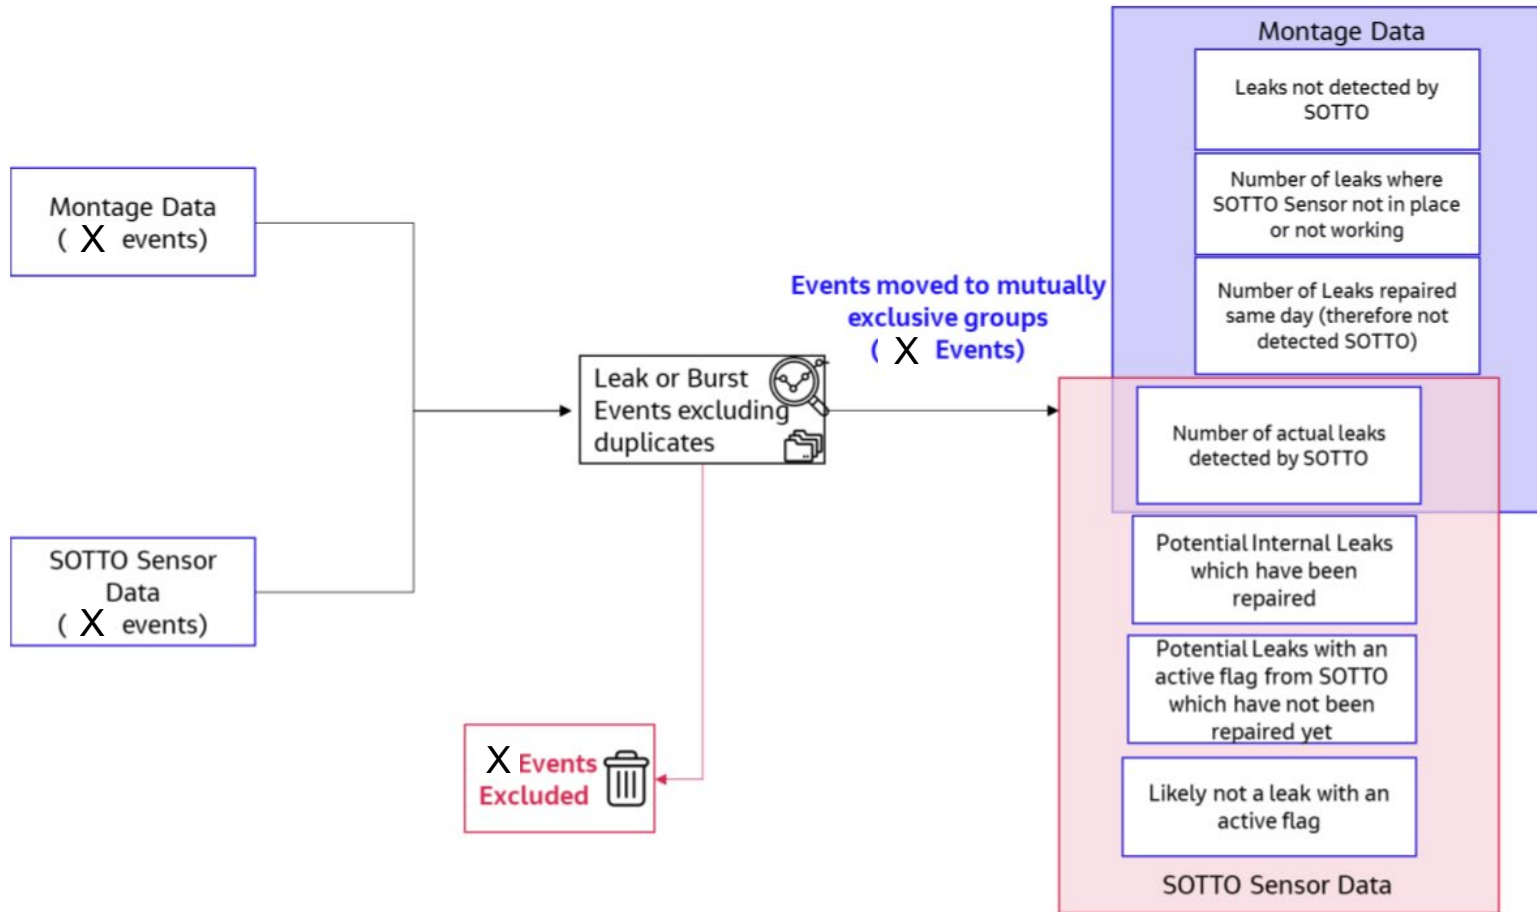 Montage Data
( X events)
SOTTO Sensor
Data
( X events)
Leak or Burst
Events excluding
duplicates
X Events
Excluded
Events moved to mutually
exclusive groups
( X Events)
Montage Data
Leaks not detected by
SOTTO
Number of leaks where
SOTTO Sensor not in place
or not working
Number of Leaks repaired
same day (therefore not
detected SOTTO)
Number of actual leaks
detected by SOTTO
Potential Internal Leaks
which have been
repaired
Potential Leaks with an
active flag from SOTTO
which have not been
repaired yet
Likely not a leak with an
active flag
SOTTO Sensor Data